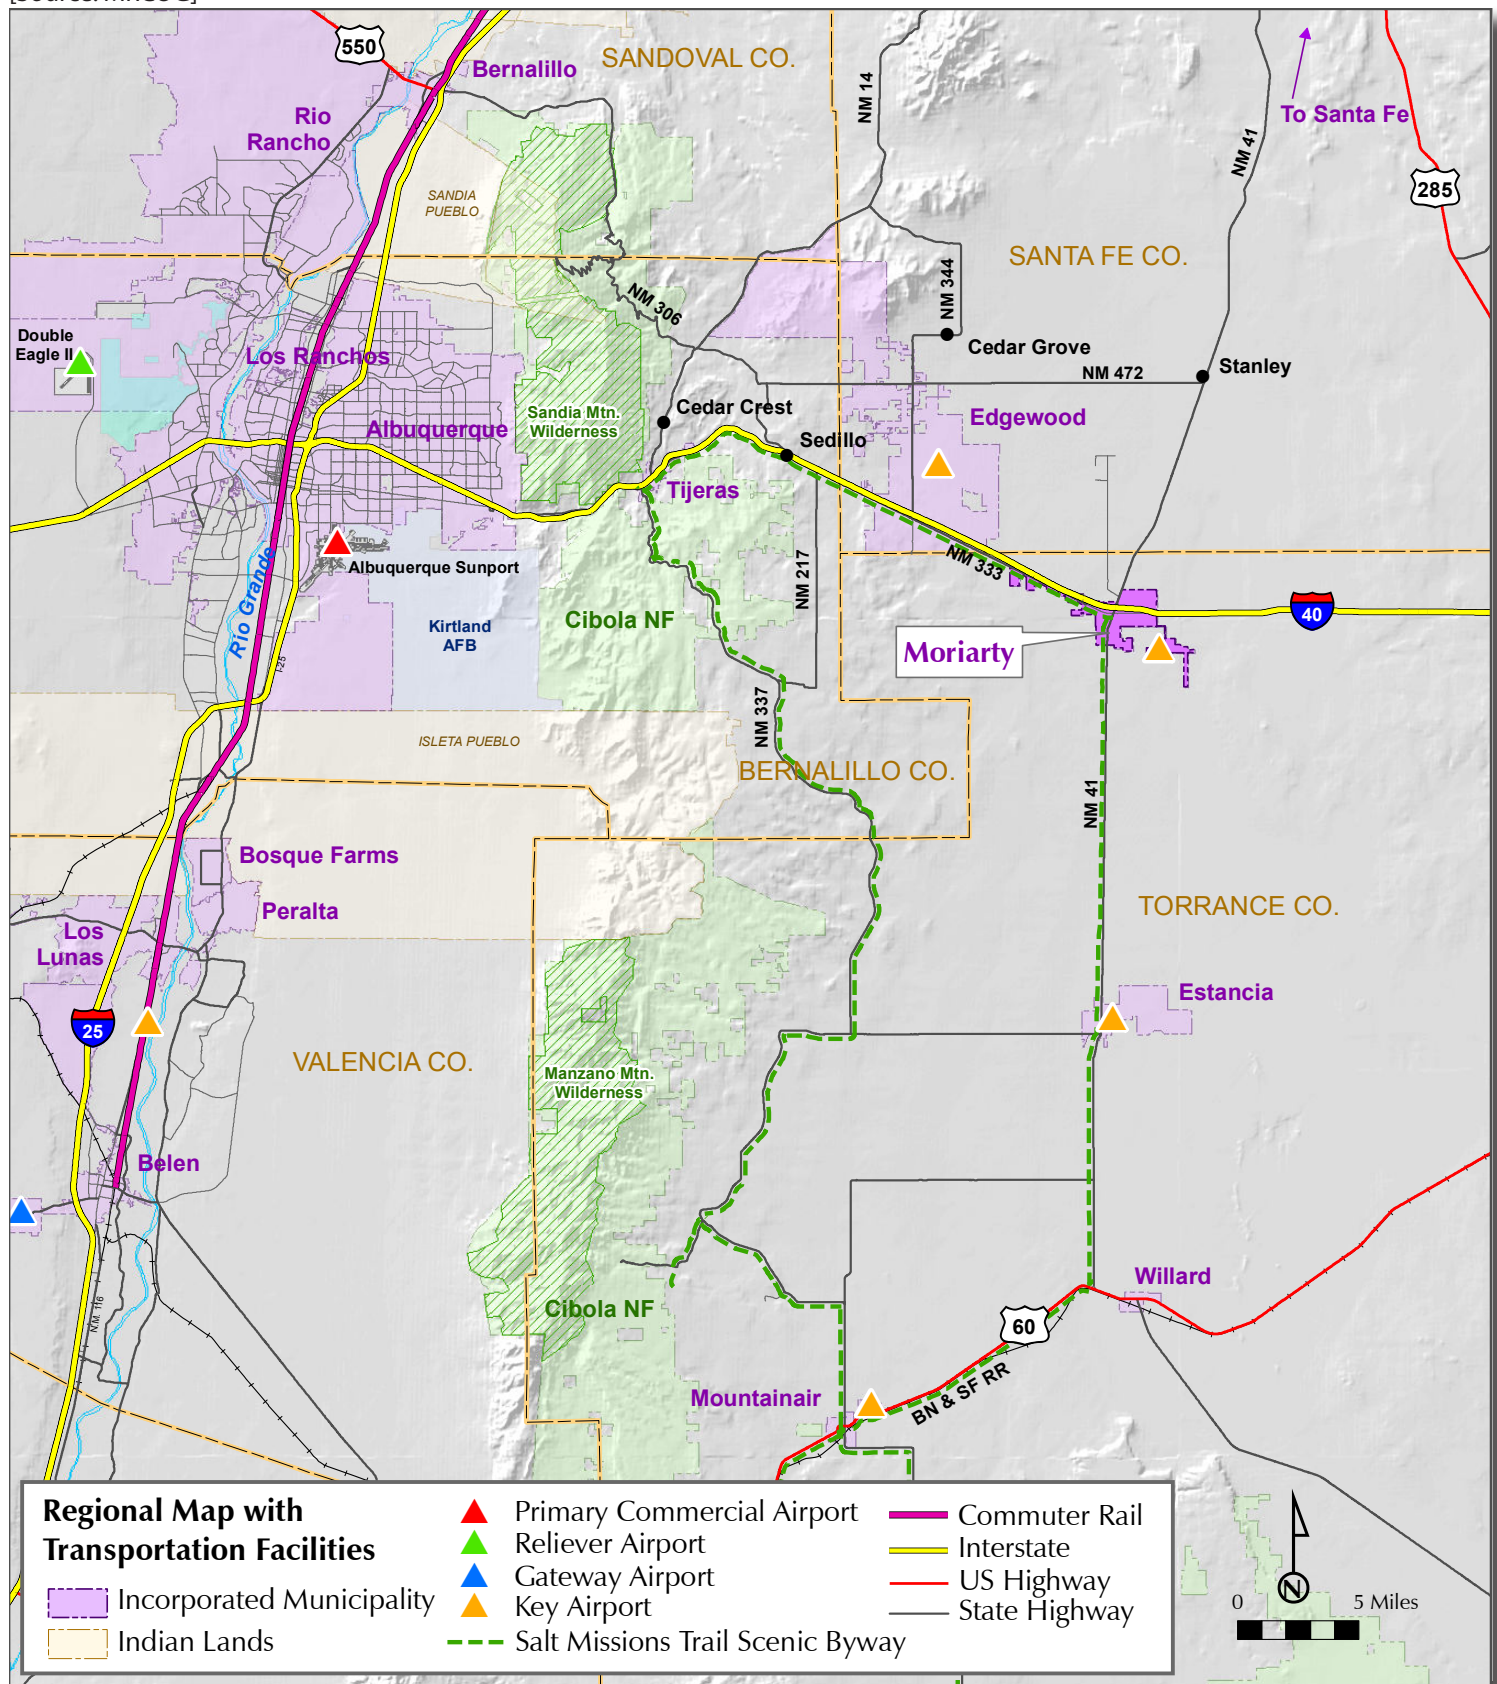 550
Bernalillo
SANDOVAL CO.
NM 14
To Santa Fe
NM 41
285
Rio
Rancho
SANDIA
PUEBLO
SANTA FE CO.
NM 344
NM 306
Double
Eagle II
Los Ranchos
Cedar Grove
NM 472
Stanley
Sandia Mtn.
Wilderness
Cedar Crest
Edgewood
Albuquerque
Sedillo
Tijeras
Albuquerque Sunport
NM 333
NM 217
Rio Grande
Cibola NF
40
Kirtland
AFB
Moriarty
I-25
NM 337
ISLETA PUEBLO
BERNALILLO CO.
NM 41
Bosque Farms
Peralta
TORRANCE CO.
Los
Lunas
Estancia
25
VALENCIA CO.
Manzano Mtn.
Wilderness
Belen
Willard
N.M. 116
Cibola NF
60
Mountainair
BN & SF RR
Regional Map with
Transportation Facilities
Incorporated Municipality
Indian Lands
Primary Commercial Airport
Reliever Airport
Gateway Airport
Key Airport
Salt Missions Trail Scenic Byway
Commuter Rail
Interstate
US Highway
State Highway
N
0 5 Miles